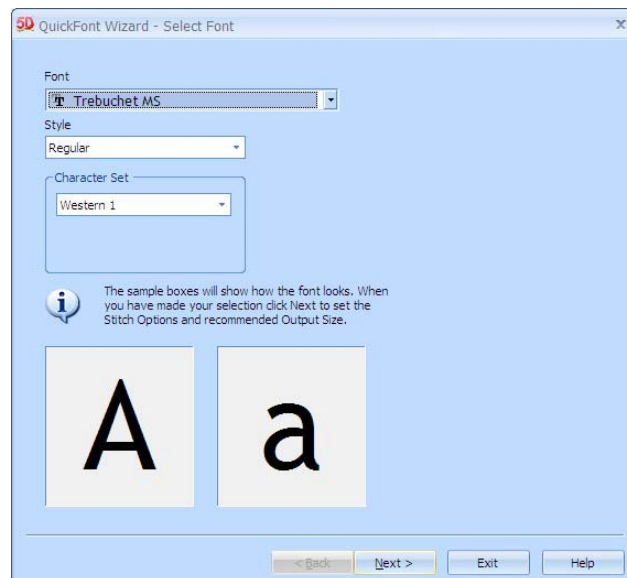 5D QuickFont Wizard - Select Font x
Font
T Trebuchet MS
Style
Regular
Character Set
Western 1
The sample boxes will show how the font looks. When
you have made your selection click Next to set the
Stitch Options and recommended Output Size.
A a
< Back Next > Exit Help